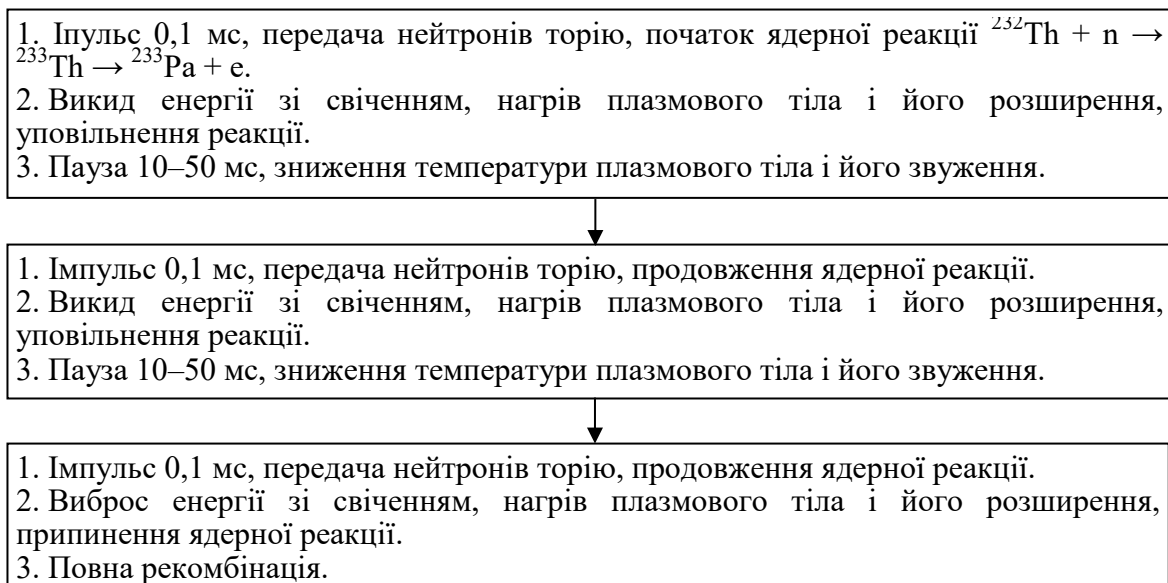 1. Іпульс 0,1 мс, передача нейтронів торію, початок ядерної реакції ²³²Th + n →
²³³Th → ²³³Pa + e.
2. Викид енергії зі свіченням, нагрів плазмового тіла і його розширення,
уповільнення реакції.
3. Пауза 10–50 мс, зниження температури плазмового тіла і його звуження.
1. Імпульс 0,1 мс, передача нейтронів торію, продовження ядерної реакції.
2. Викид енергії зі свіченням, нагрів плазмового тіла і його розширення,
уповільнення реакції.
3. Пауза 10–50 мс, зниження температури плазмового тіла і його звуження.
1. Імпульс 0,1 мс, передача нейтронів торію, продовження ядерної реакції.
2. Виброс енергії зі свіченням, нагрів плазмового тіла і його розширення,
припинення ядерної реакції.
3. Повна рекомбінація.